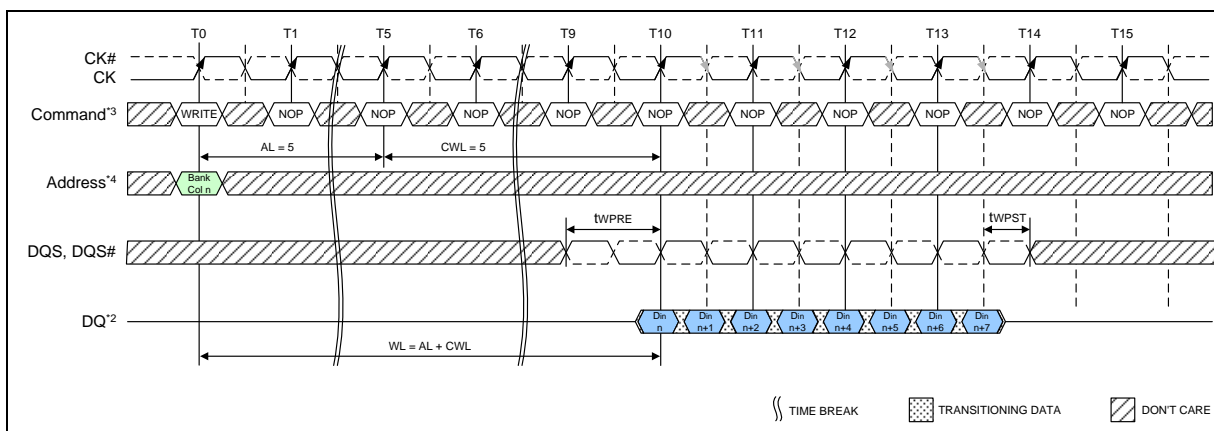 T0 T1 T5 T6 T9 T10 T11 T12 T13 T14 T15
CK#
CK
Command*3 WRITE NOP NOP NOP NOP NOP NOP NOP NOP NOP NOP
AL = 5 CWL = 5
Address*4 Bank
Col n
tWPRE tWPST
DQS, DQS#
DQ*2 Din Din Din Din Din Din Din Din
n n+1 n+2 n+3 n+4 n+5 n+6 n+7
WL = AL + CWL
TIME BREAK TRANSITIONING DATA DON'T CARE